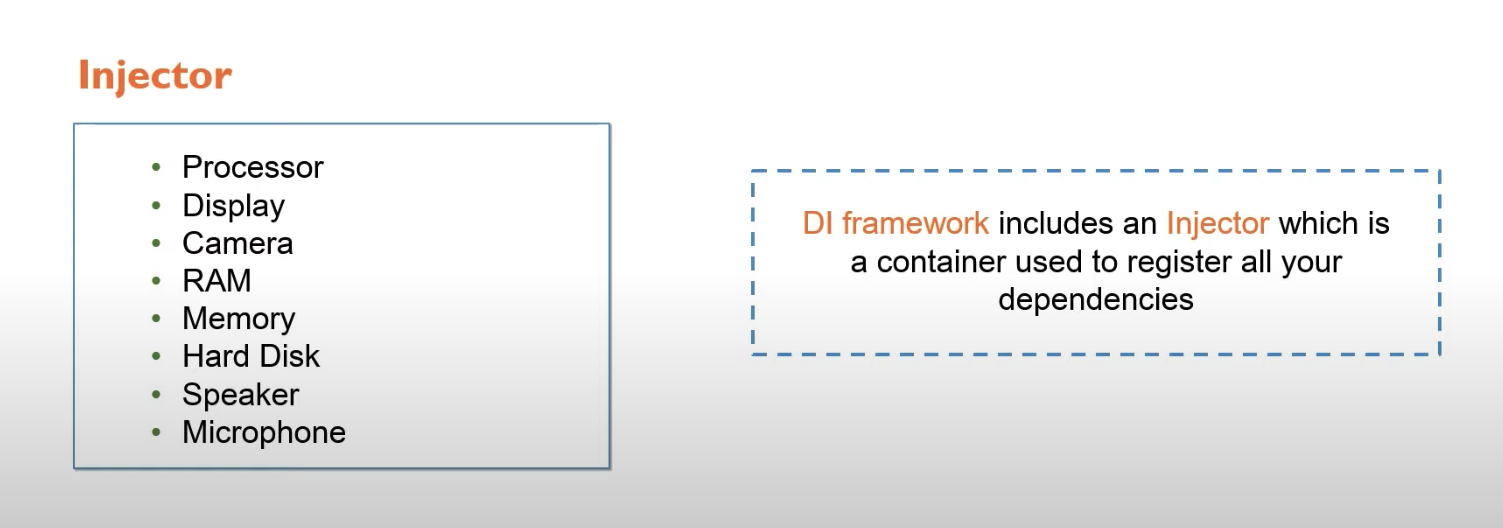 Injector
• Processor
• Display
• Camera
• RAM
• Memory
• Hard Disk
• Speaker
• Microphone
DI framework includes an Injector which is
a container used to register all your
dependencies